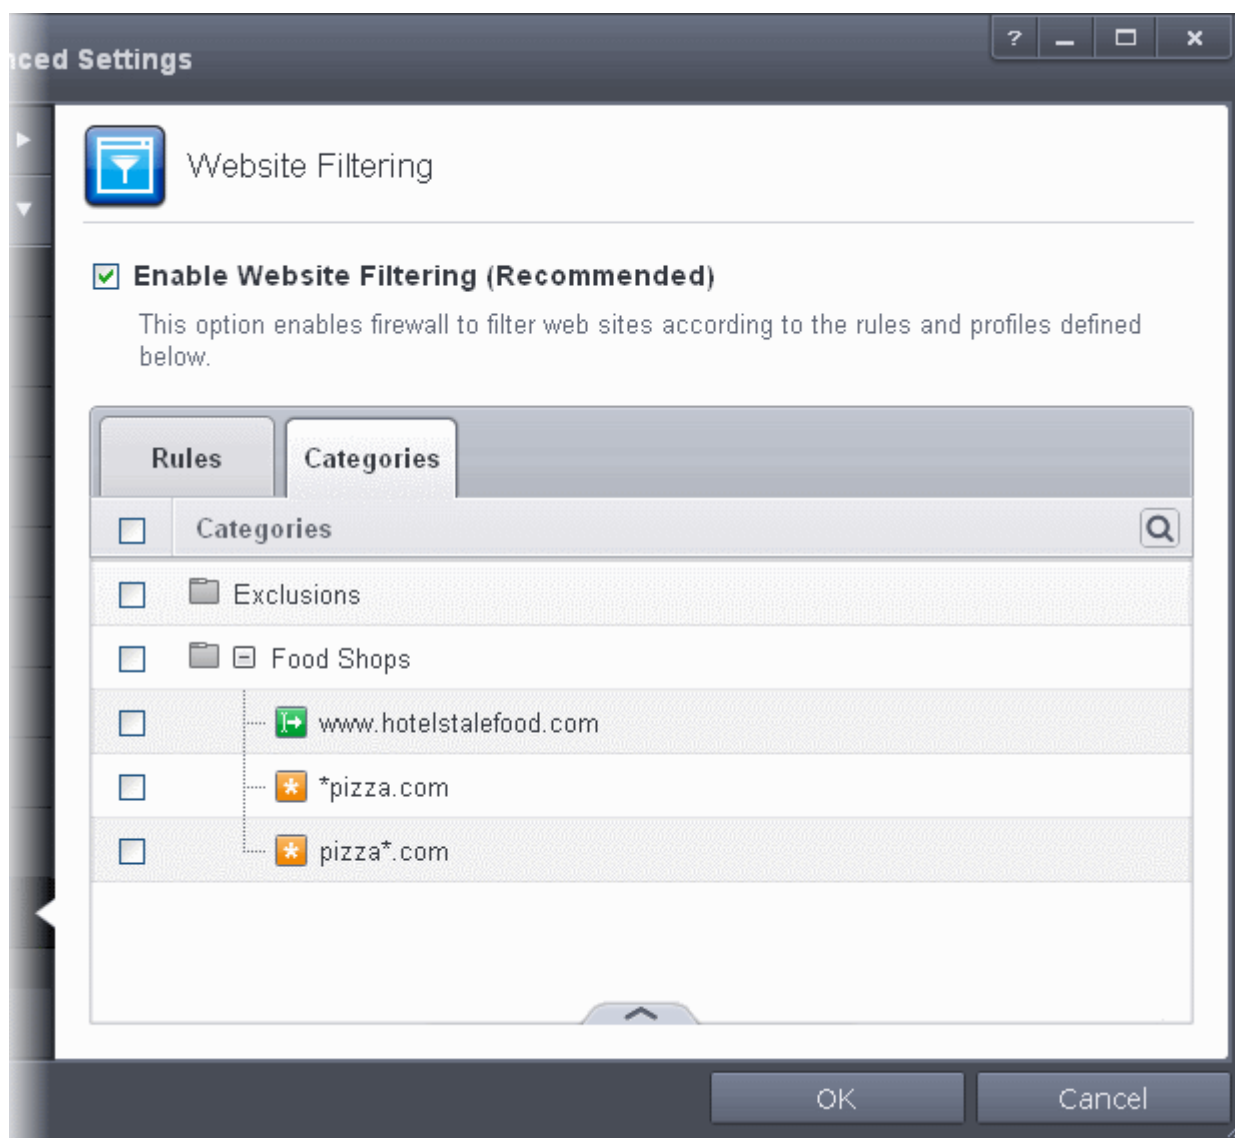 nced Settings
?
Website Filtering
Enable Website Filtering (Recommended)
This option enables firewall to filter web sites according to the rules and profiles defined
below.
Rules Categories
Categories
Exclusions
Food Shops
www.hotelstalefood.com
*pizza.com
pizza*.com
OK Cancel